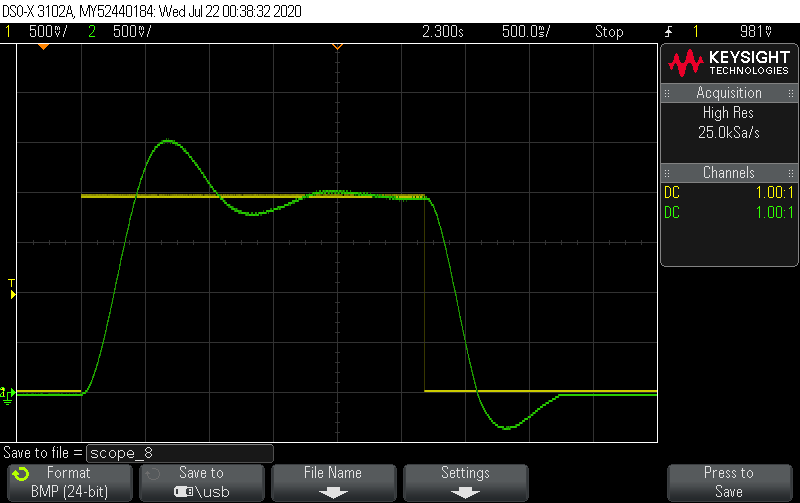 DSO-X 3102A, MY52440184: Wed Jul 22 00:38:32 2020
1 500mV/ 2 500mV/ 2.300s 500.0ms/ Stop 1 981mV
KEYSIGHT
TECHNOLOGIES
Acquisition
High Res
25.0kSa/s
Channels
DC 1.00:1
DC 1.00:1
T
Save to file = scope_8
Format
BMP (24-bit)
Save to
\usb
File Name
Settings
Press to
Save